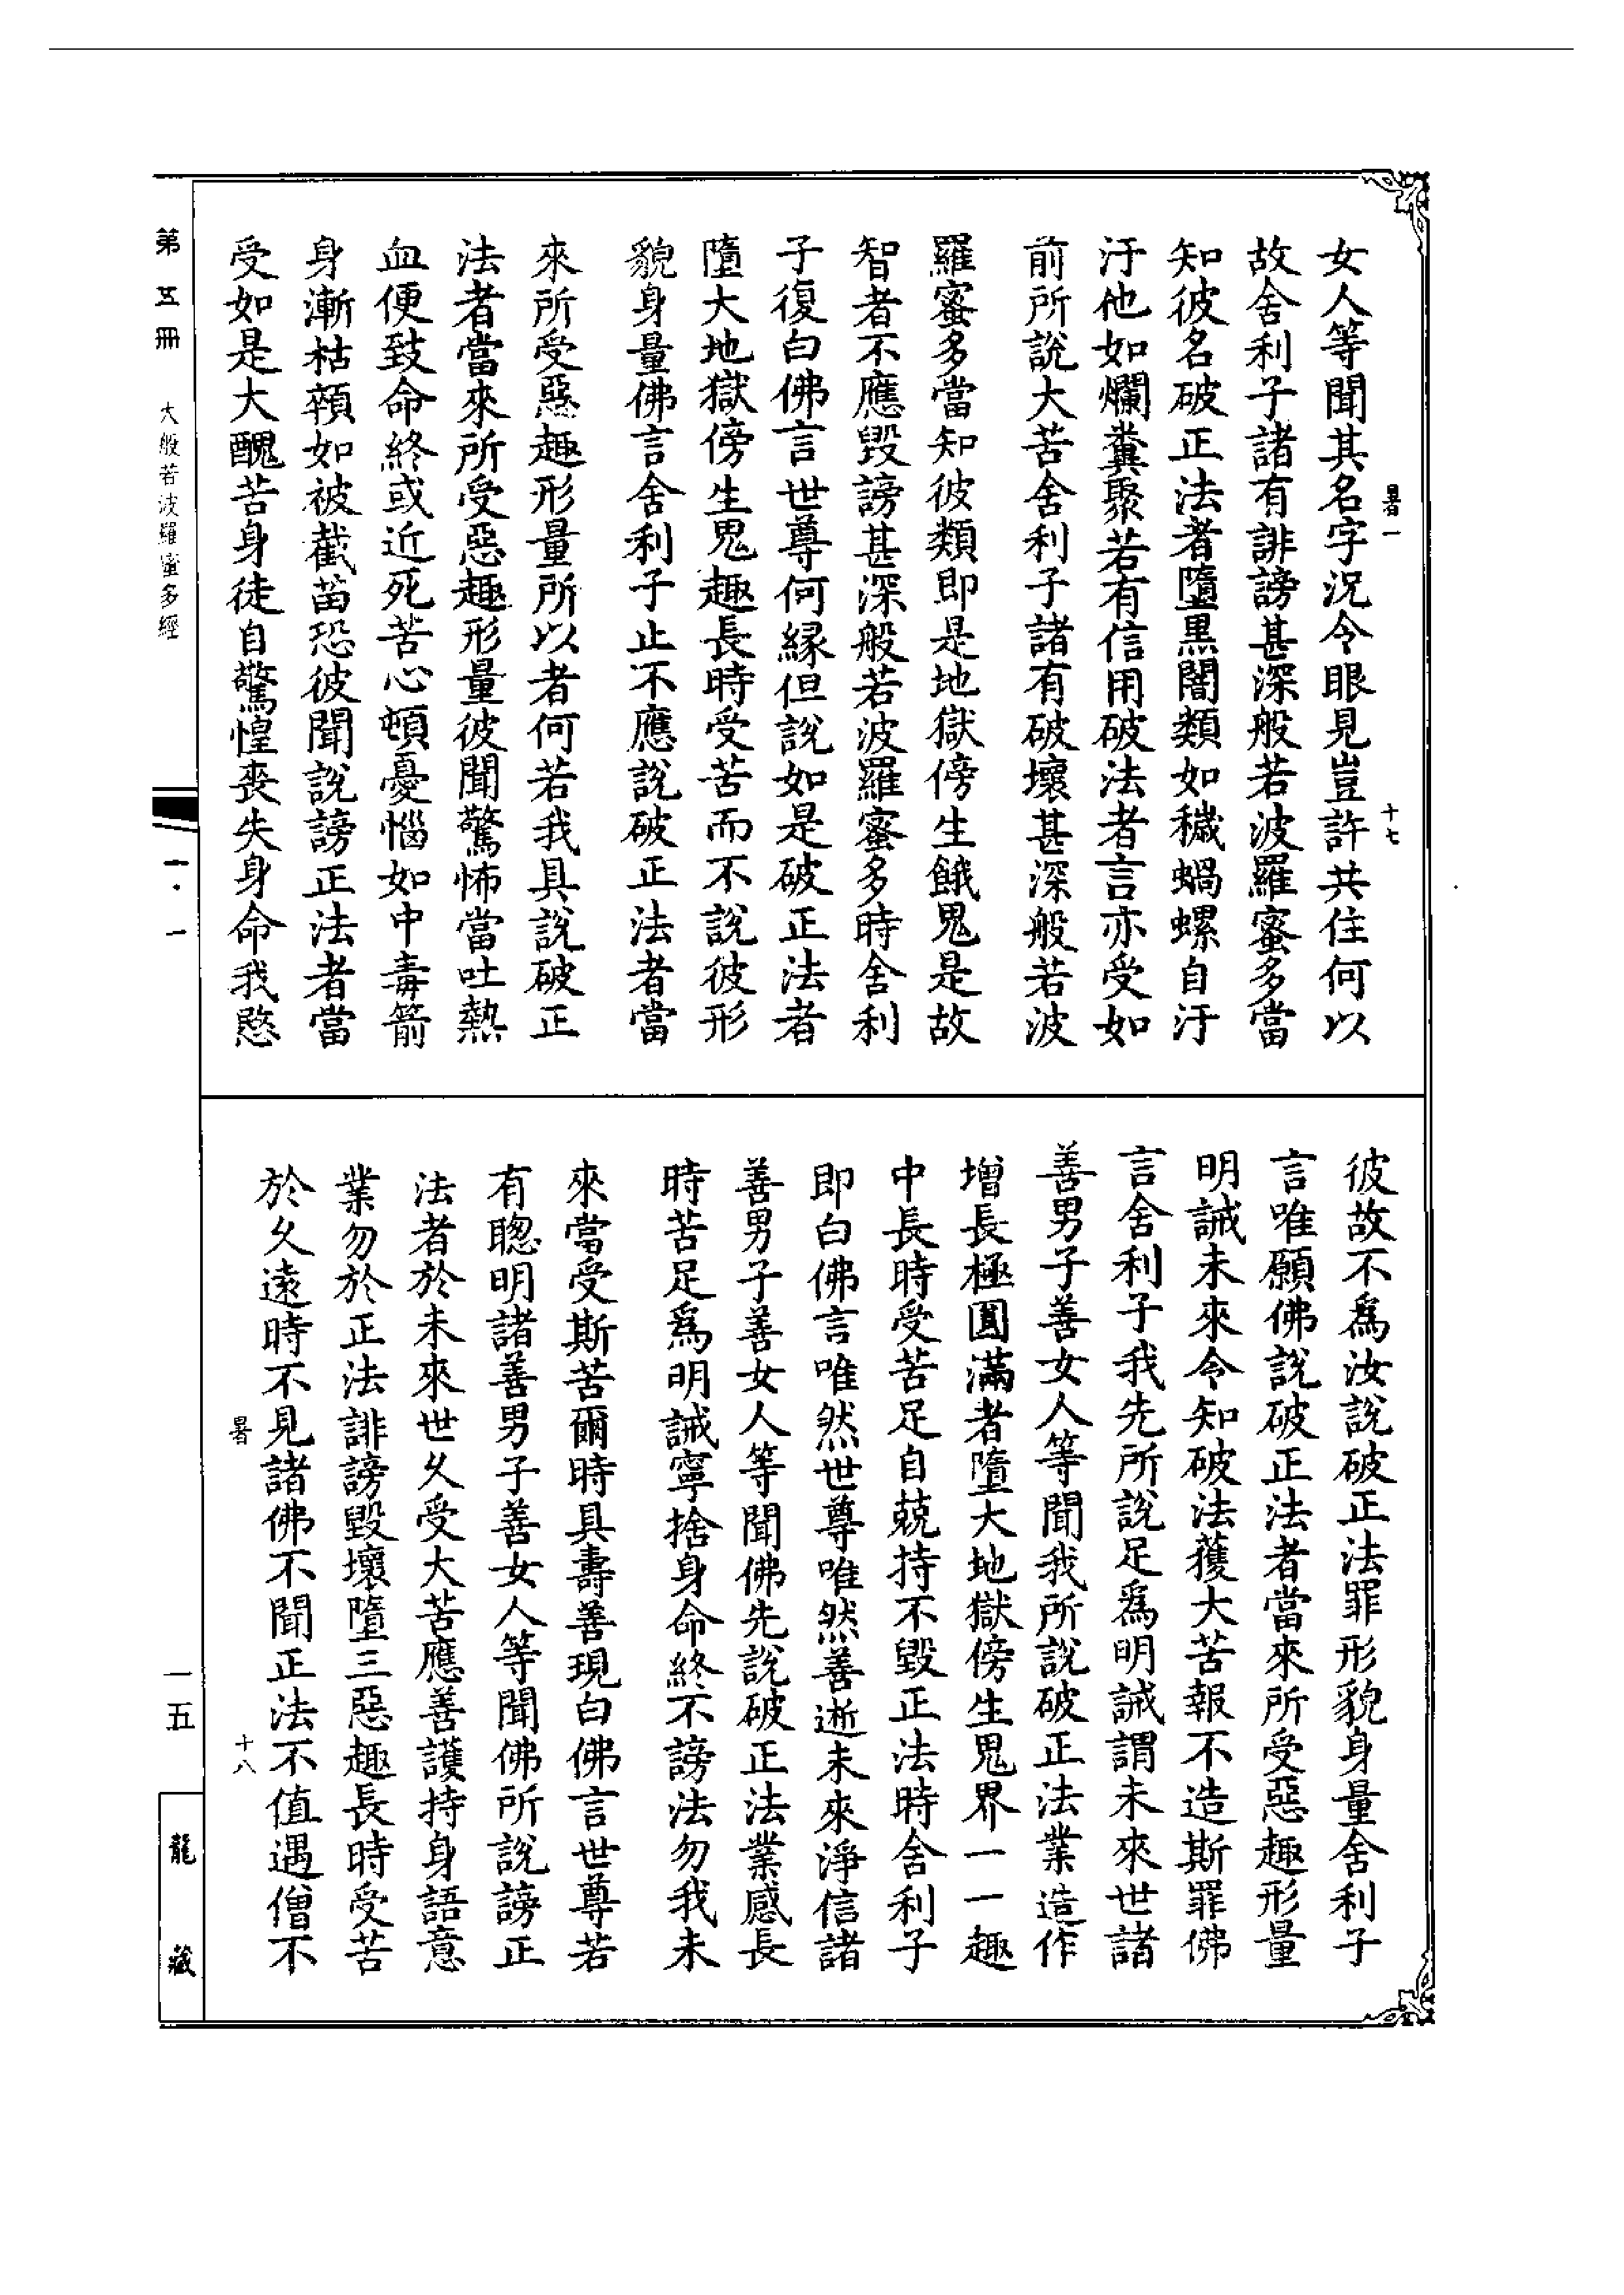 女人等聞其名字況今眼見豈許共住何以
故舍利子諸有誹謗甚深般若波羅蜜多當
知彼名破正法者墮黑闇類如穢蝸螺自汙
汙他如爛糞聚若有信用破法者言亦受如
前所說大苦舍利子諸有破壞甚深般若波
羅蜜多當知彼類即是地獄傍生餓鬼是故
智者不應毀謗甚深般若波羅蜜多時舍利
子復白佛言世尊何緣但說如是破正法者
墮大地獄傍生鬼趣長時受苦而不說彼形
貌身量佛言舍利子止不應說破正法者當
來所受惡趣形量所以者何若我具說破正
法者當來所受惡趣形量彼聞驚怖當吐熱
血便致命終或近死苦心頓憂惱如中毒箭
身漸枯顇如被截苗恐彼聞說謗正法者當
受如是大醜苦身徒自驚惶喪失身命我愍
暑一
十七
彼故不為汝說破正法罪形貌身量舍利子
言唯願佛說破正法者當來所受惡趣形量
明誡未來令知破法獲大苦報不造斯罪佛
言舍利子我先所說足為明誡謂未來世諸
善男子善女人等聞我所說破正法業造作
增長極圓滿者墮大地獄傍生鬼界一一趣
中長時受苦足自兢持不毀正法時舍利子
即白佛言唯然世尊唯然善逝未來淨信諸
善男子善女人等聞佛先說破正法業感長
時苦足為明誡寧捨身命終不謗法勿我未
來當受斯苦爾時具壽善現白佛言世尊若
有聰明諸善男子善女人等聞佛所說謗正
法者於未來世久受大苦應善護持身語意
業勿於正法誹謗毀壞墮三惡趣長時受苦
於久遠時不見諸佛不聞正法不值遇僧不
暑
十八
第五冊
大般若波羅蜜多經
一·一
一五
龍藏